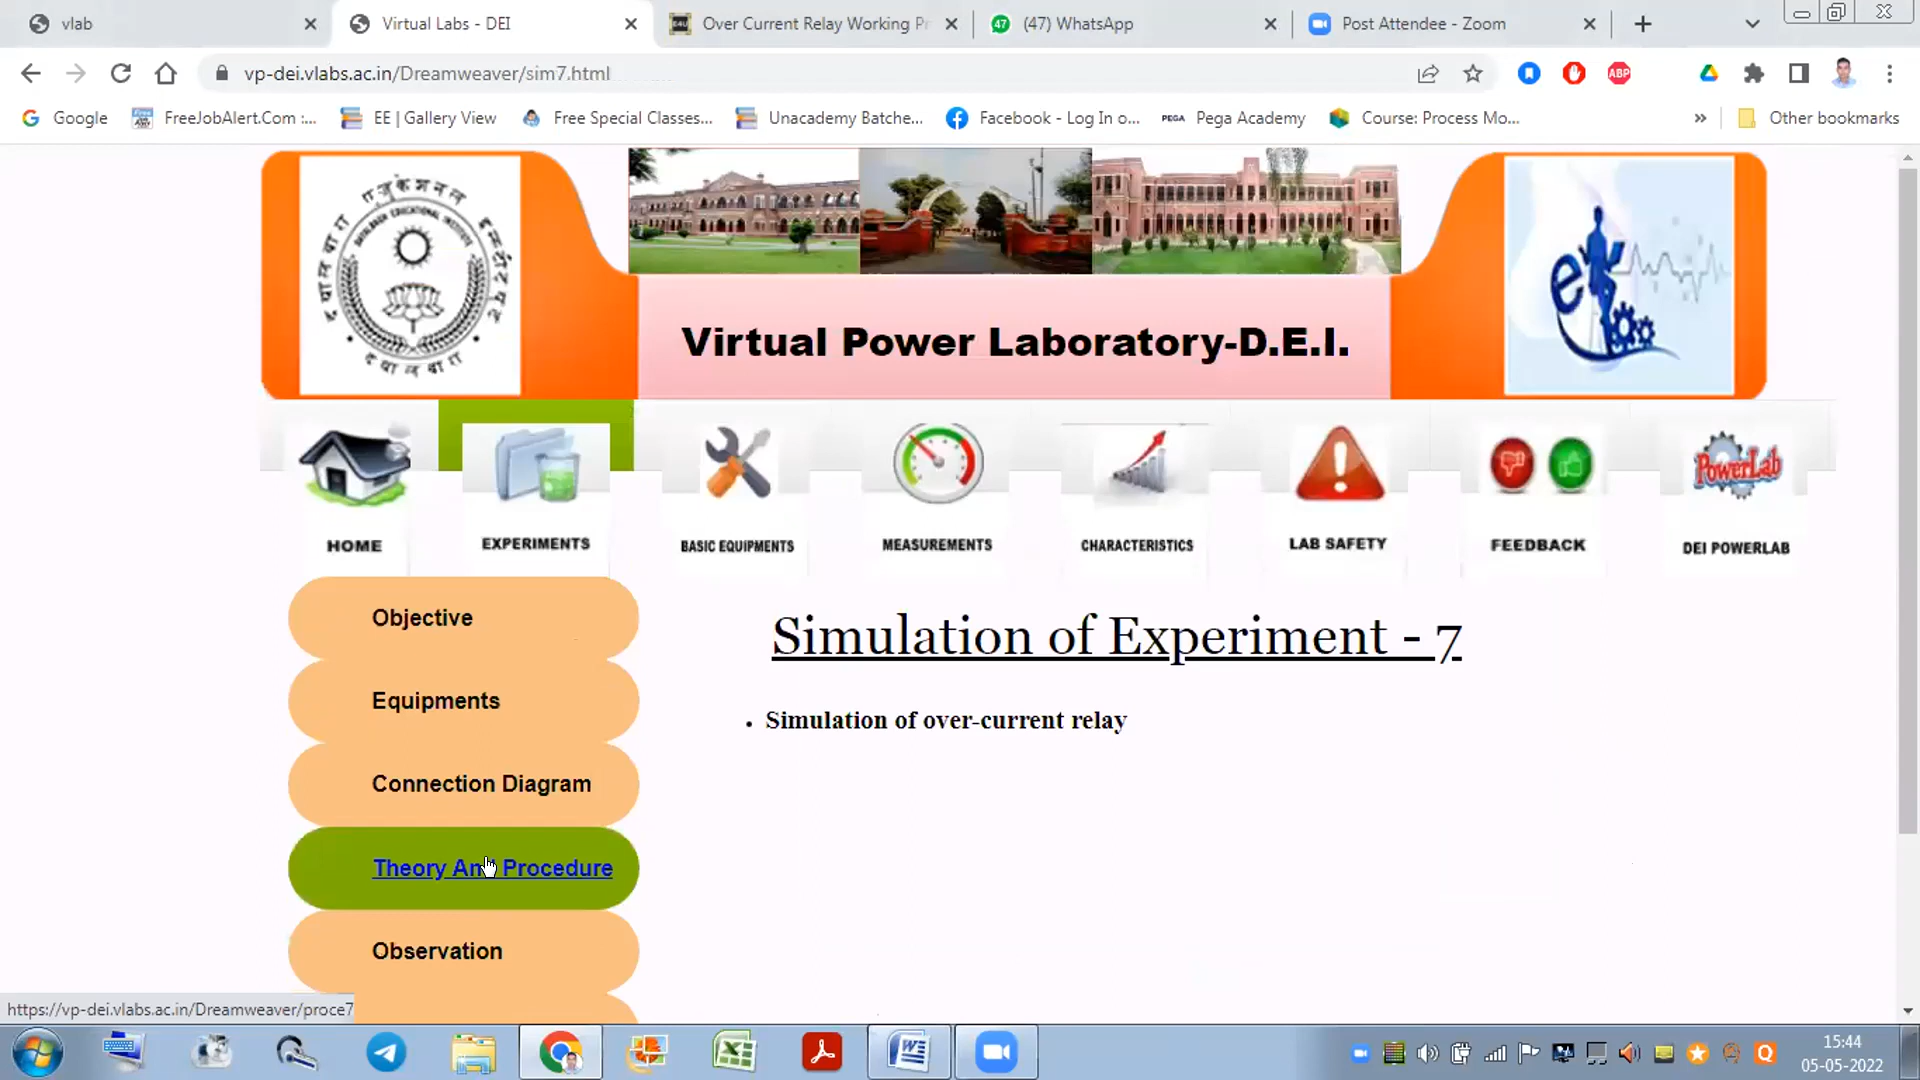 vlab
Virtual Labs - DEI
Over Current Relay Working Pr
(47) WhatsApp
Post Attendee - Zoom
vp-dei.vlabs.ac.in/Dreamweaver/sim7.html
ABP
Google
FreeJobAlert.Com :...
EE | Gallery View
Free Special Classes...
Unacademy Batche...
Facebook - Log In o...
PEGA Pega Academy
Course: Process Mo...
Other bookmarks
Virtual Power Laboratory-D.E.I.
PowerLab
HOME
EXPERIMENTS
BASIC EQUIPMENTS
MEASUREMENTS
CHARACTERISTICS
LAB SAFETY
FEEDBACK
DEI POWERLAB
Objective
Equipments
Connection Diagram
Theory And Procedure
Observation
Simulation of Experiment - 7
• Simulation of over-current relay
https://vp-dei.vlabs.ac.in/Dreamweaver/proce7
15:44
05-05-2022